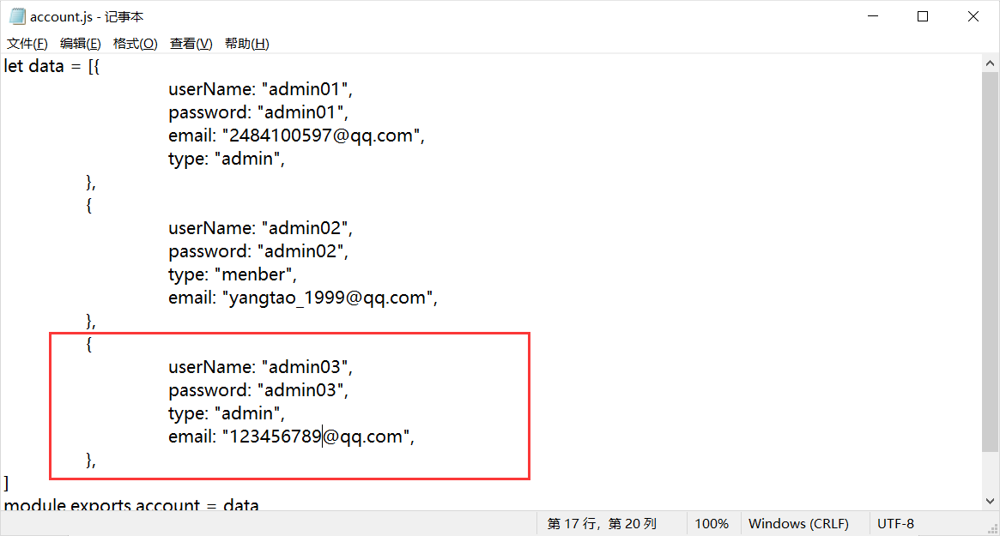 account.js - 记事本
文件(F) 编辑(E) 格式(O) 查看(V) 帮助(H)
let data = [{
userName: "admin01",
password: "admin01",
email: "2484100597@qq.com",
type: "admin",
},
{
userName: "admin02",
password: "admin02",
type: "menber",
email: "yangtao_1999@qq.com",
},
{
userName: "admin03",
password: "admin03",
type: "admin",
email: "123456789@qq.com",
},
]
module.exports.account = data
第 17 行，第 20 列 100% Windows (CRLF) UTF-8